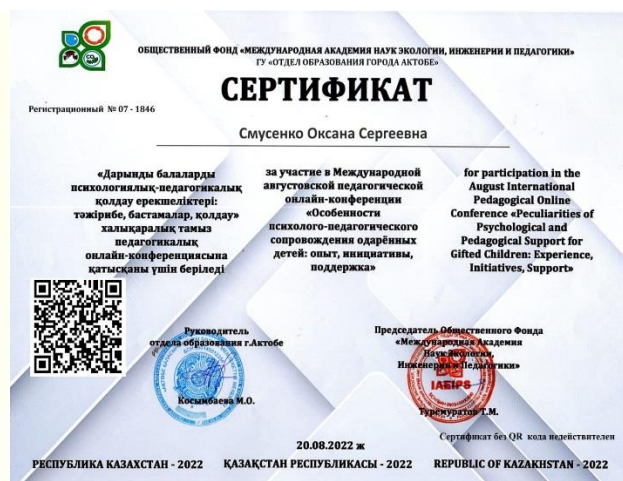 ОБЩЕСТВЕННЫЙ ФОНД «МЕЖДУНАРОДНАЯ АКАДЕМИЯ НАУК ЭКОЛОГИИ, ИНЖЕНЕРИИ И ПЕДАГОГИКИ»
ГУ «ОТДЕЛ ОБРАЗОВАНИЯ ГОРОДА АКТОБЕ»
СЕРТИФИКАТ
Регистрационный № 07 - 1846
Смусенко Оксана Сергеевна
«Дарынды балаларды
психологиялық-педагогикалық
қолдау ерекшеліктері:
тәжірибе, бастамалар, қолдау»
халықаралық тамыз
педагогикалық
онлайн-конференциясына
қатысқаны үшін беріледі
за участие в Международной
августовской педагогической
онлайн-конференции
«Особенности
психолого-педагогического
сопровождения одарённых
детей: опыт, инициативы,
поддержка»
for participation in the
August International
Pedagogical Online
Conference «Peculiarities of
Psychological and
Pedagogical Support for
Gifted Children: Experience,
Initiatives, Support»
Руководитель
отдела образования г.Актобе
Косымбаева М.О.
Председатель Общественного Фонда
«Международная Академия
Наук Экологии,
Инженерии и Педагогики»
IAEIPS
Туремуратов Т.М.
Сертификат без QR кода недействителен
20.08.2022 ж
РЕСПУБЛИКА КАЗАХСТАН - 2022 ҚАЗАҚСТАН РЕСПУБЛИКАСЫ - 2022 REPUBLIC OF KAZAKHSTAN - 2022